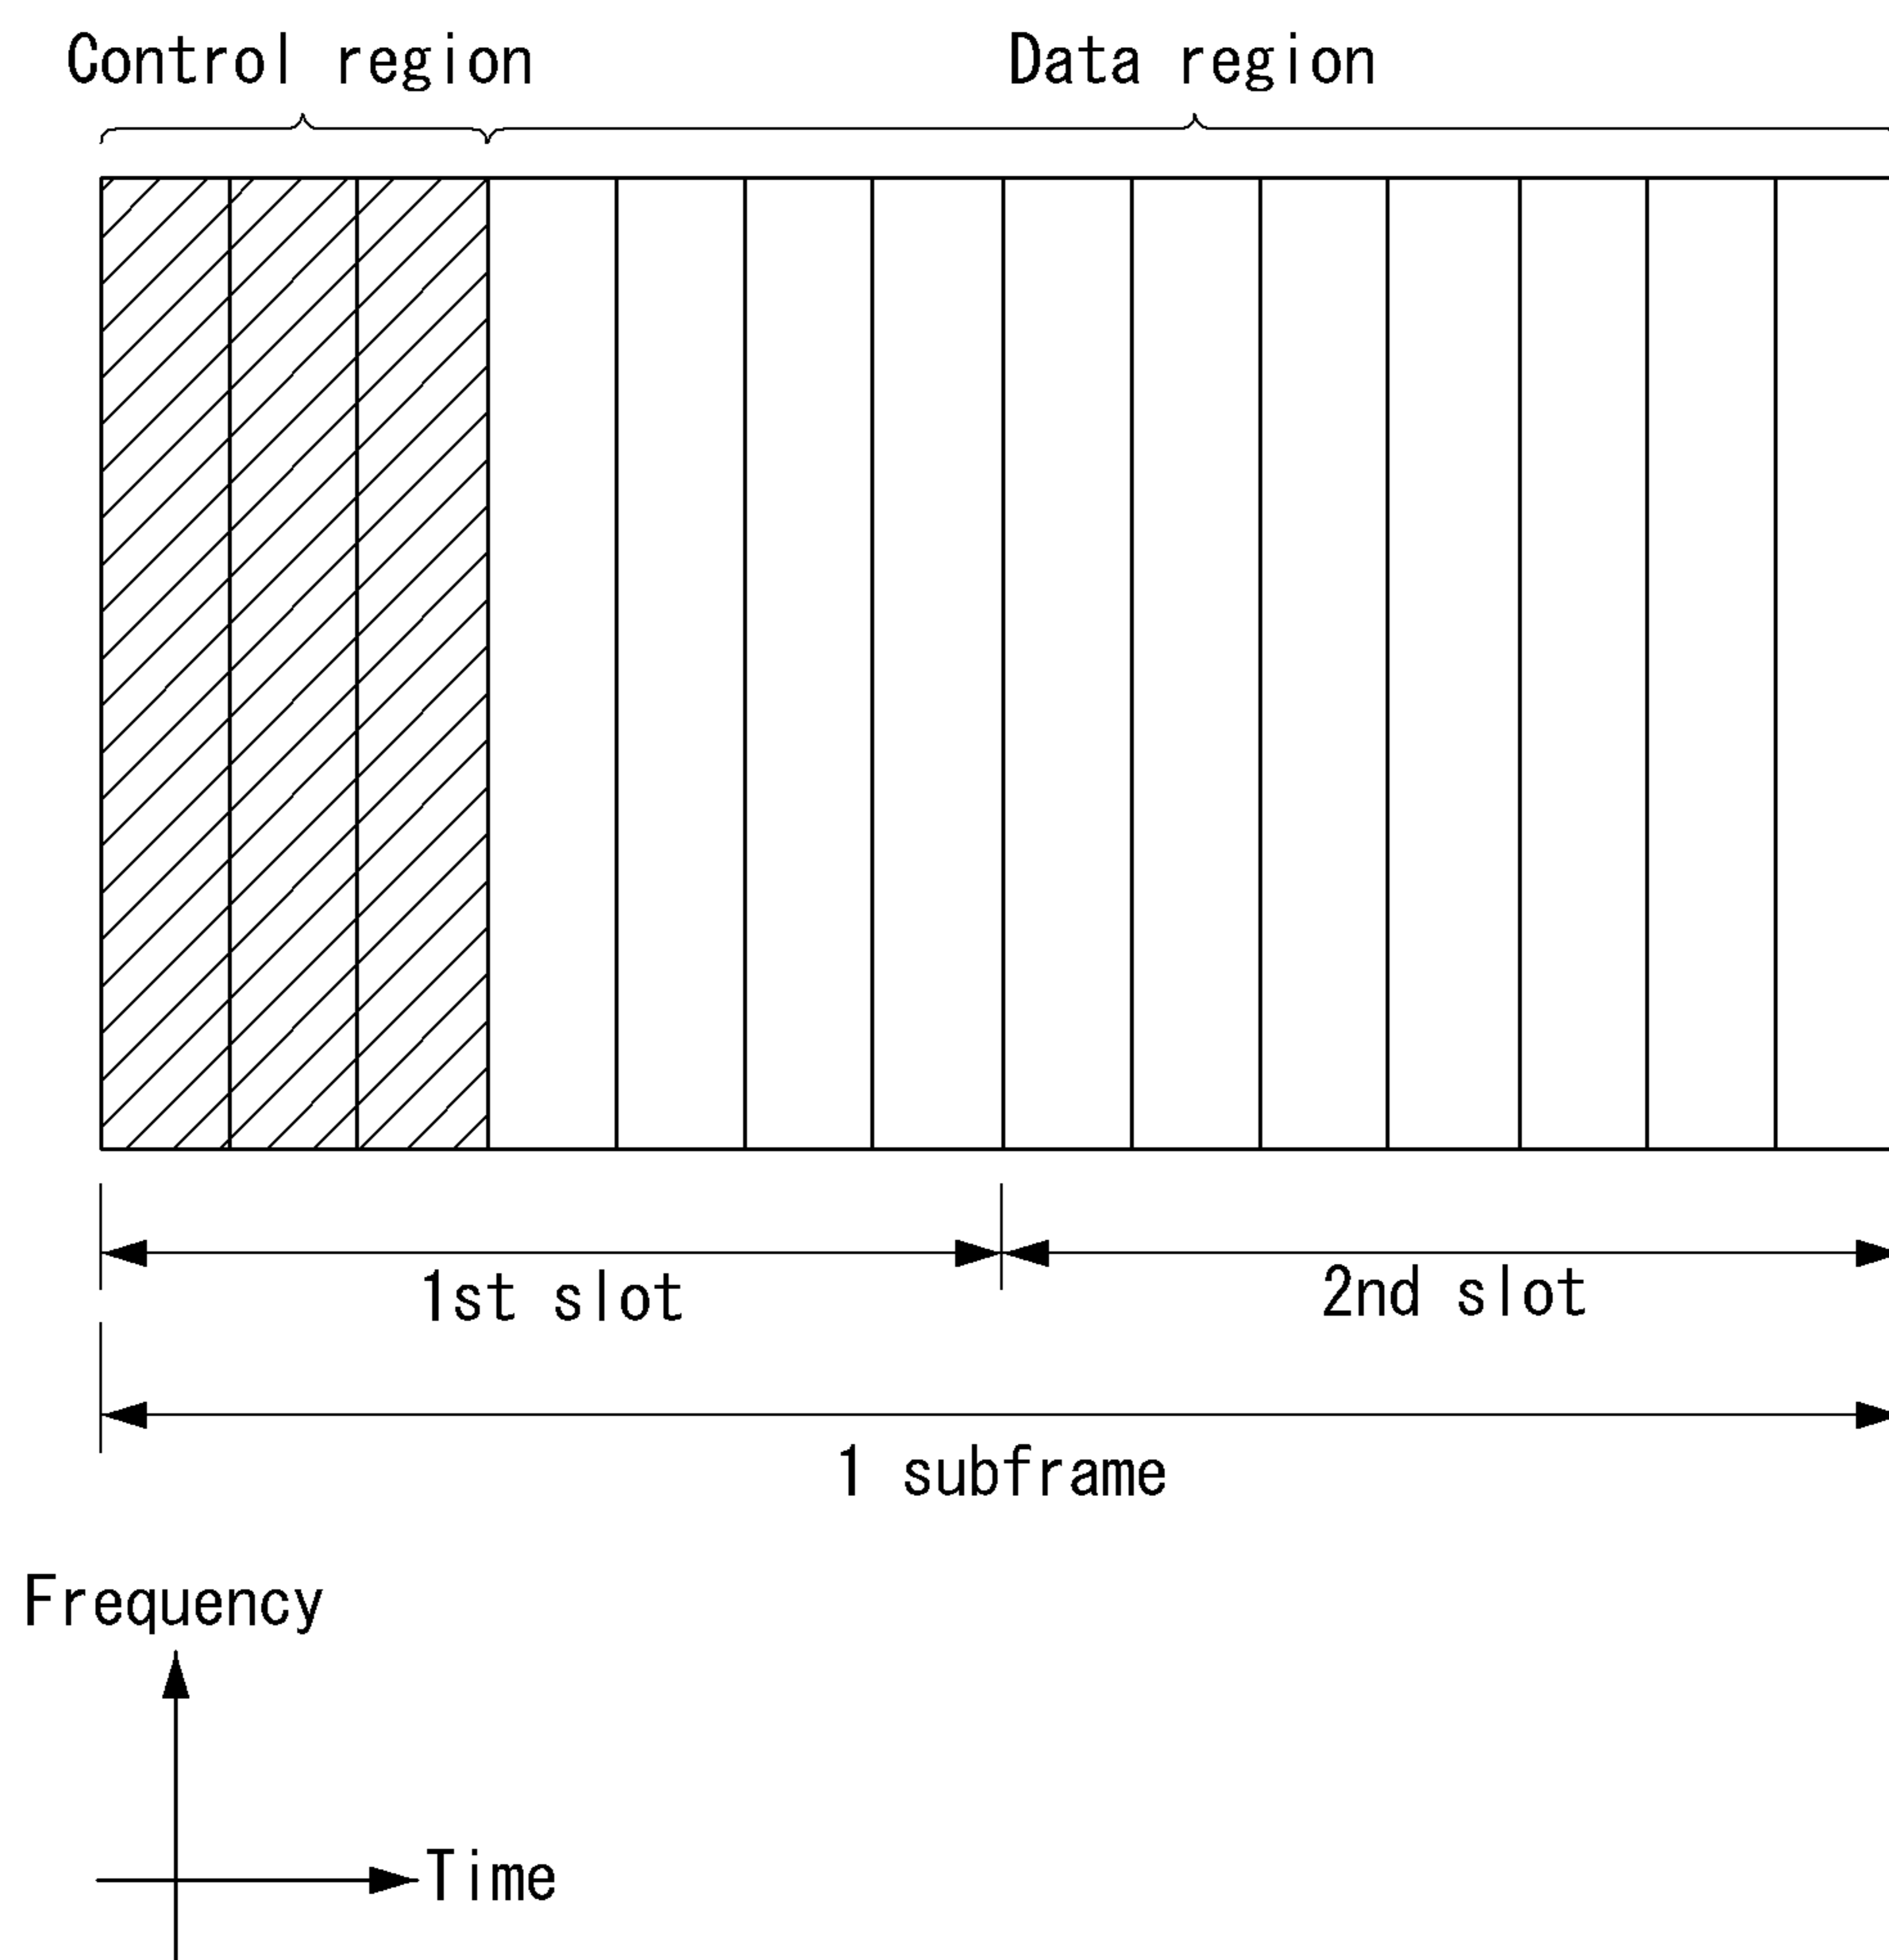 Control region
Data region
1st slot
2nd slot
1 subframe
Frequency
Time